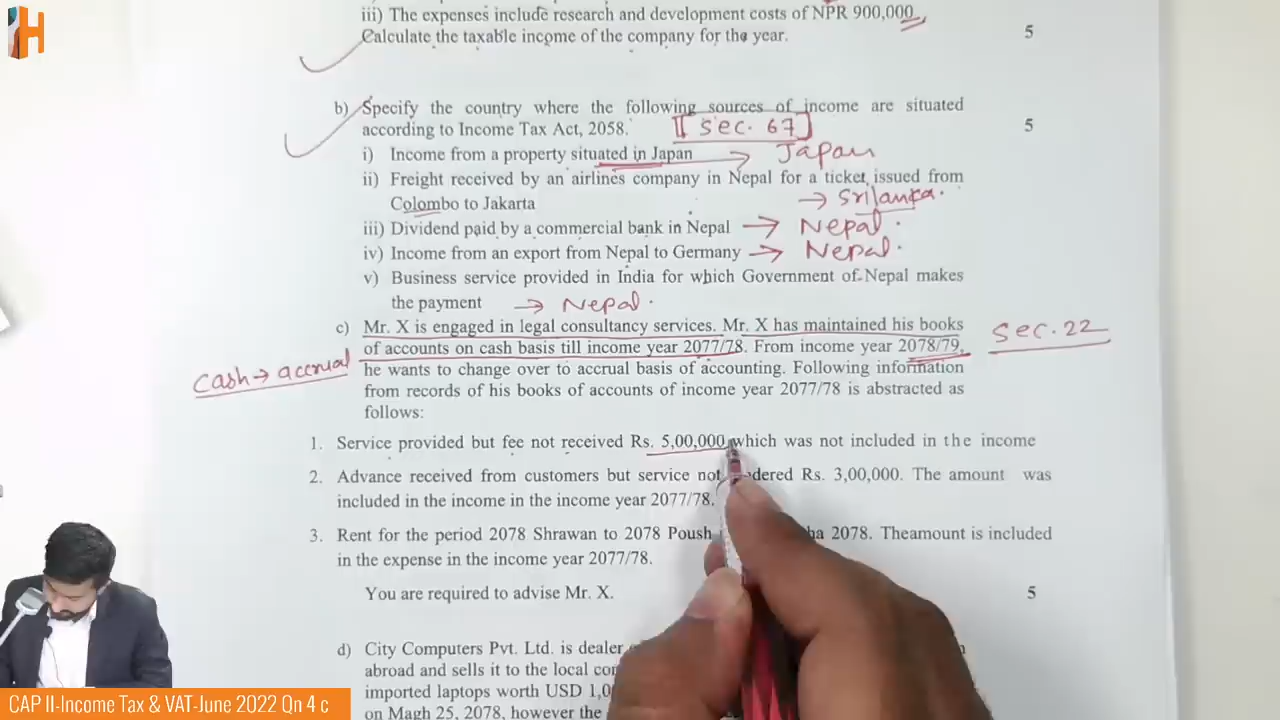 H
iii) The expenses include research and development costs of NPR 900,000
Calculate the taxable income of the company for the year.
5
b) Specify the country where the following sources of income are situated
according to Income Tax Act, 2058. [sec. 67]
5
i) Income from a property situated in Japan → Japan
ii) Freight received by an airlines company in Nepal for a ticket issued from
Colombo to Jakarta → Srilanka.
iii) Dividend paid by a commercial bank in Nepal → Nepal.
iv) Income from an export from Nepal to Germany → Nepal.
v) Business service provided in India for which Government of Nepal makes
the payment → Nepal.
c) Mr. X is engaged in legal consultancy services. Mr. X has maintained his books
of accounts on cash basis till income year 2077/78. From income year 2078/79,
sec. 22
cash → accrual
he wants to change over to accrual basis of accounting. Following information
from records of his books of accounts of income year 2077/78 is abstracted as
follows:
1. Service provided but fee not received Rs. 5,00,000 which was not included in the income
2. Advance received from customers but service not rendered Rs. 3,00,000. The amount was
included in the income in the income year 2077/78.
3. Rent for the period 2078 Shrawan to 2078 Poush 2078. Theamount is included
in the expense in the income year 2077/78.
You are required to advise Mr. X.
5
d) City Computers Pvt. Ltd. is dealer
abroad and sells it to the local
imported laptops worth USD
on Magh 25, 2078, however the
CAP II-Income Tax & VAT-June 2022 Qn 4 c